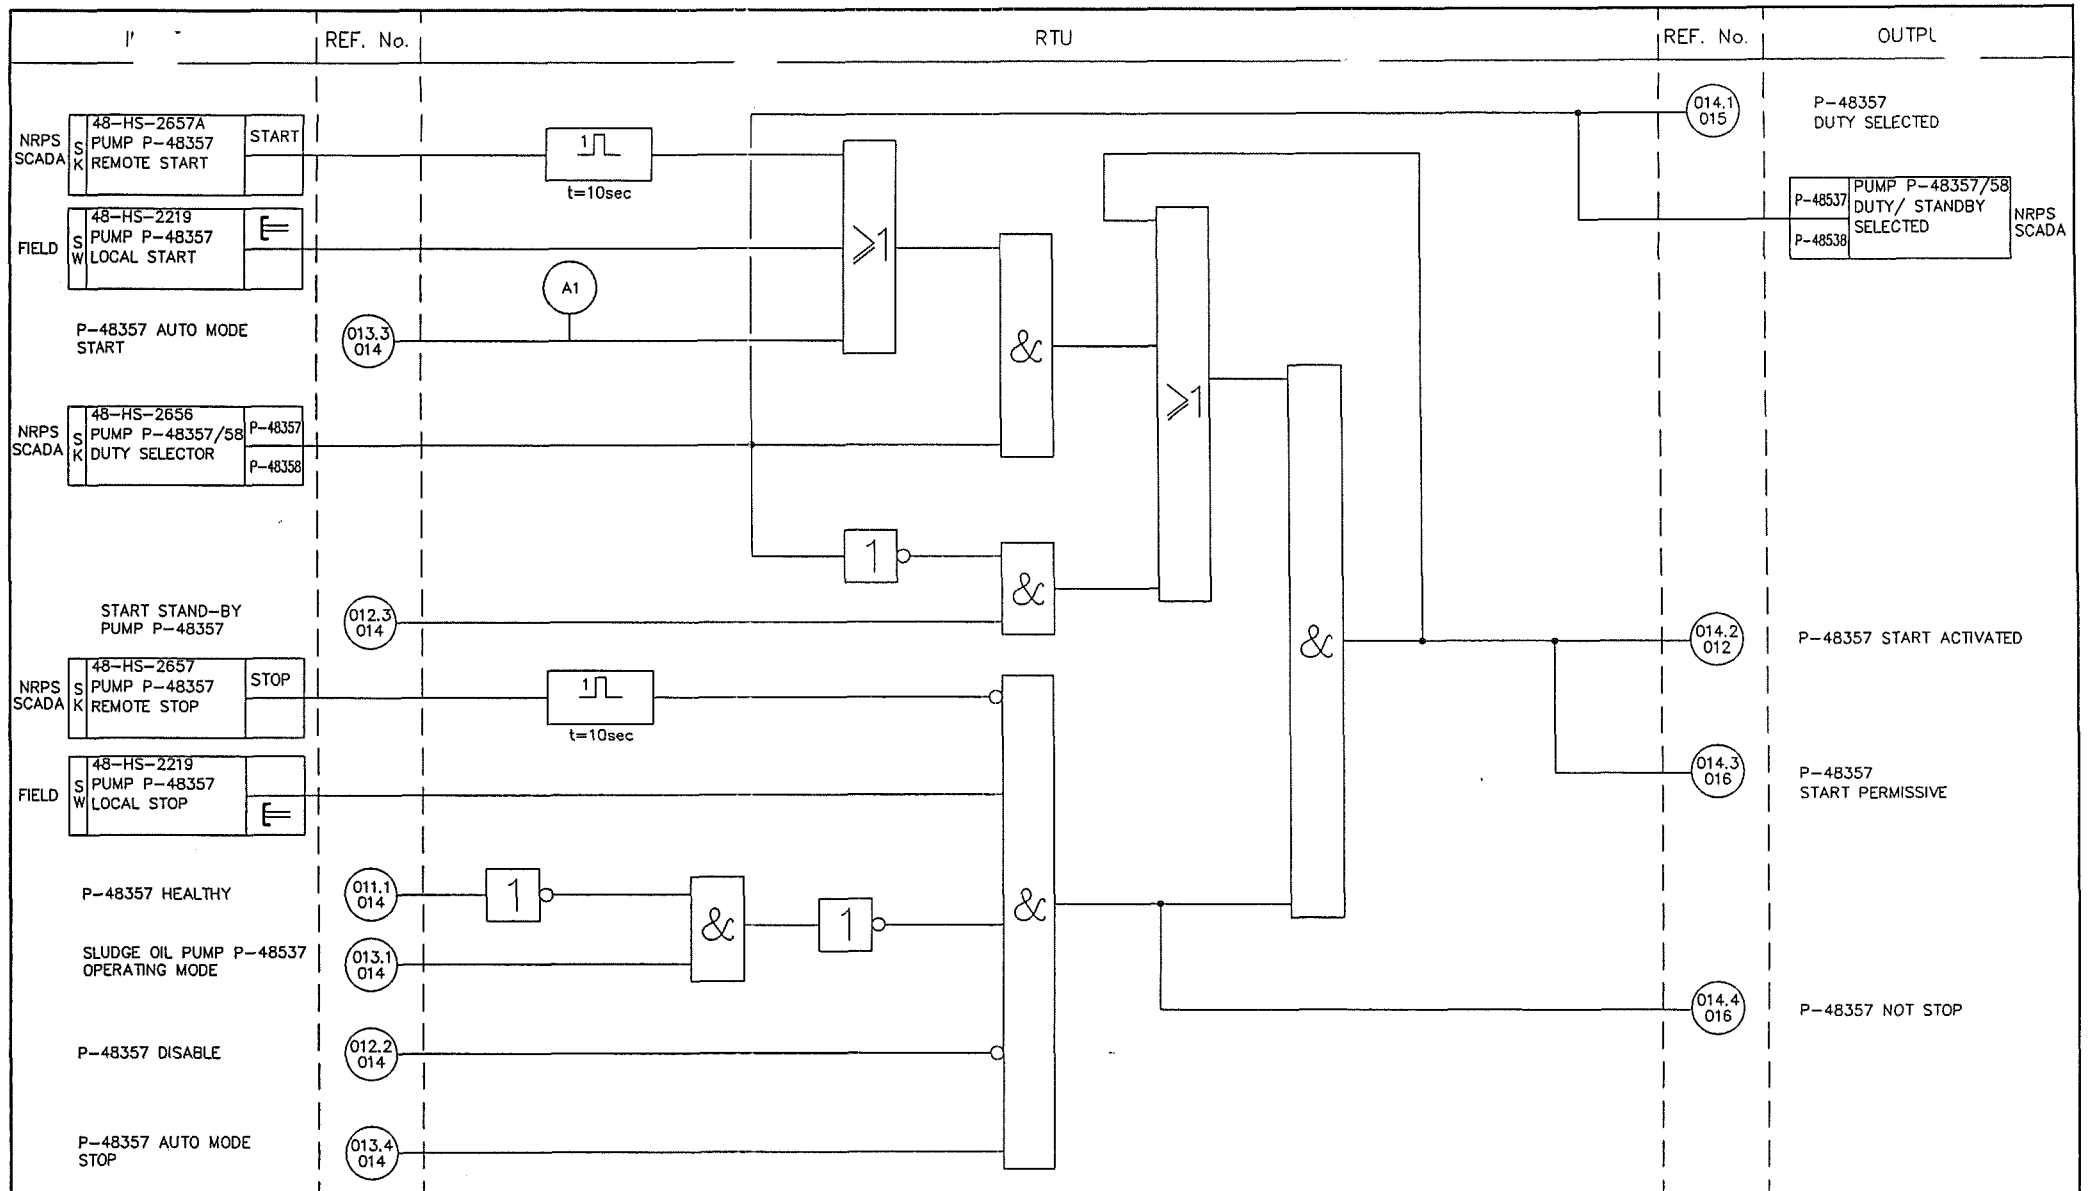 REF. No.
RTU
REF. No.
NRPS
SCADA
S
K
48-HS-2657A
PUMP P-48357
REMOTE START
START
1
t=10sec
014.1
015
P-48357
DUTY SELECTED
FIELD
S
W
48-HS-2219
PUMP P-48357
LOCAL START
≥1
P-48537
P-48538
PUMP P-48357/58
DUTY/ STANDBY
SELECTED
NRPS
SCADA
A1
P-48357 AUTO MODE
START
013.3
014
&
≥1
NRPS
SCADA
S
K
48-HS-2656
PUMP P-48357/58
DUTY SELECTOR
P-48357
P-48358
1
&
START STAND-BY
PUMP P-48357
012.3
014
&
014.2
012
P-48357 START ACTIVATED
NRPS
SCADA
S
K
48-HS-2657
PUMP P-48357
REMOTE STOP
STOP
1
t=10sec
014.3
016
P-48357
START PERMISSIVE
FIELD
S
W
48-HS-2219
PUMP P-48357
LOCAL STOP
P-48357 HEALTHY
011.1
014
1
&
1
&
SLUDGE OIL PUMP P-48537
OPERATING MODE
013.1
014
014.4
016
P-48357 NOT STOP
P-48357 DISABLE
012.2
014
P-48357 AUTO MODE
STOP
013.4
014